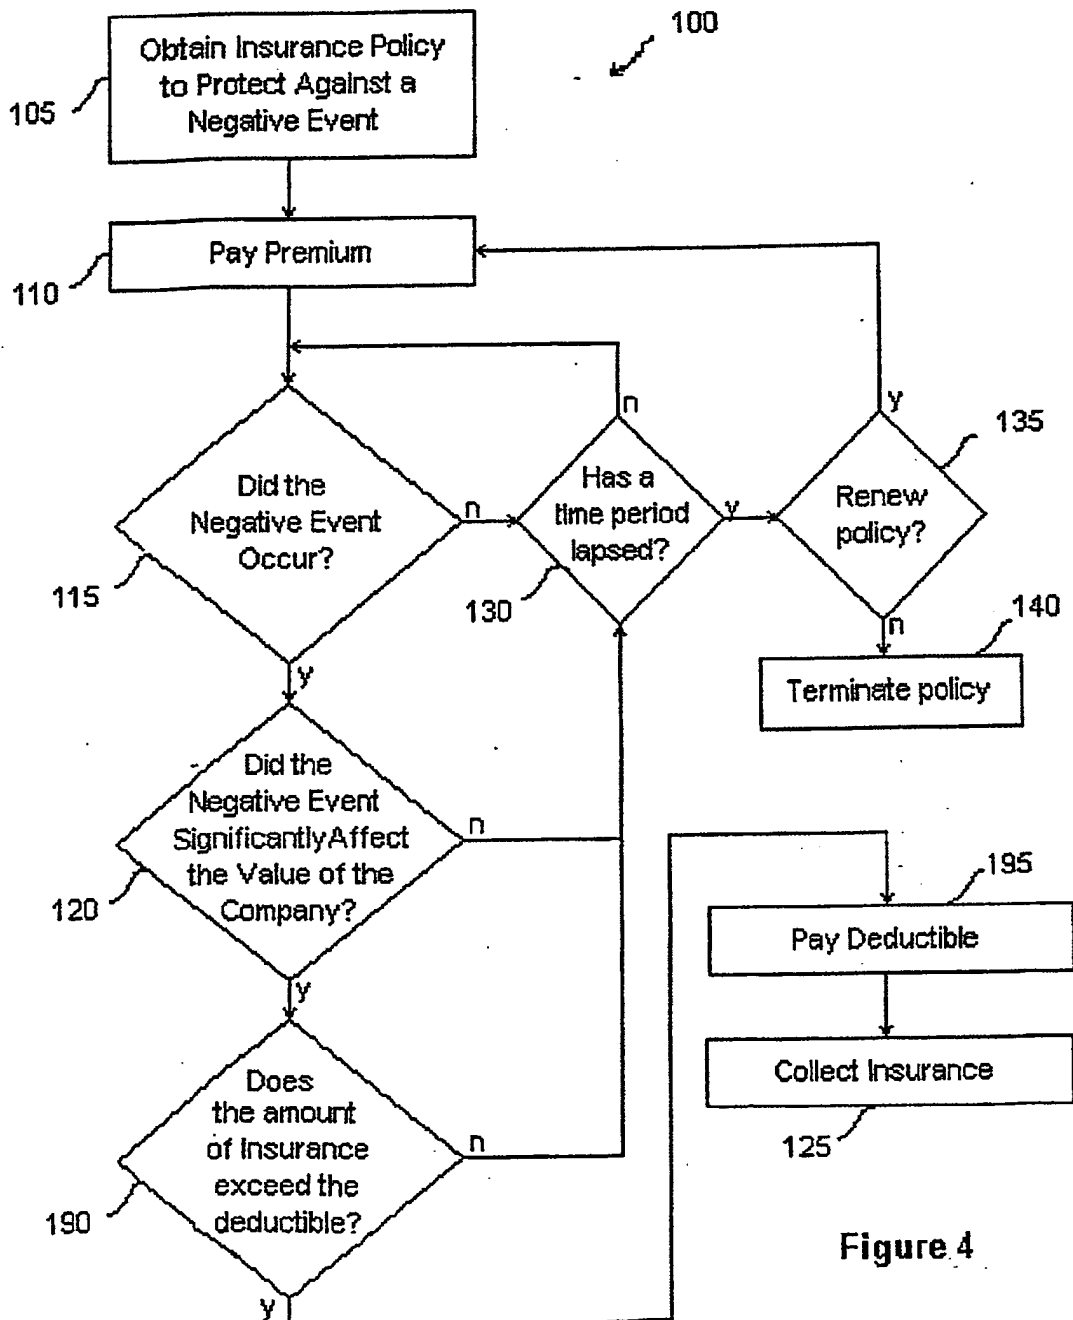 100
Obtain Insurance Policy
to Protect Against a
Negative Event
105
Pay Premium
110
n
y
135
Did the
Negative Event
Occur?
115
n
Has a
time period
lapsed?
130
y
Renew
policy?
n
140
Terminate policy
y
Did the
Negative Event
Significantly Affect
the Value of the
Company?
120
n
195
Pay Deductible
y
Collect Insurance
125
Does
the amount
of Insurance
exceed the
deductible?
190
n
y
Figure 4